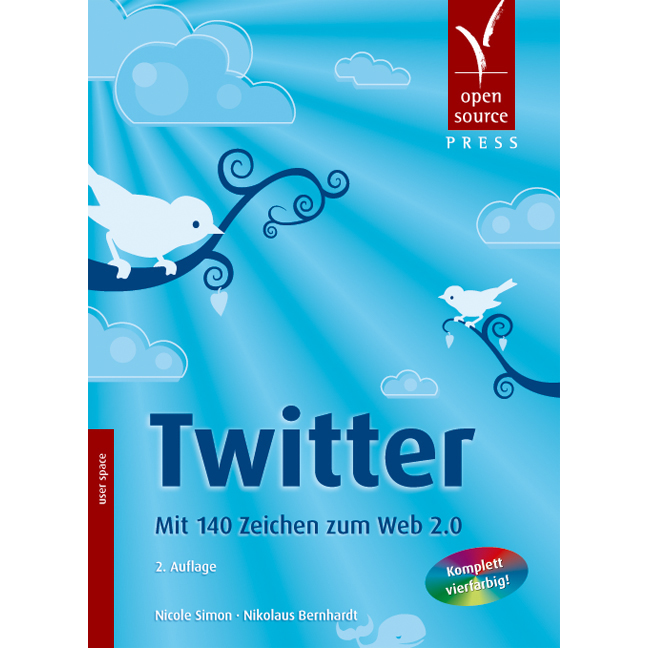 open
source
PRESS
Twitter
Mit 140 Zeichen zum Web 2.0
2. Auflage
Komplett
vierfarbig!
Nicole Simon · Nikolaus Bernhardt
user space